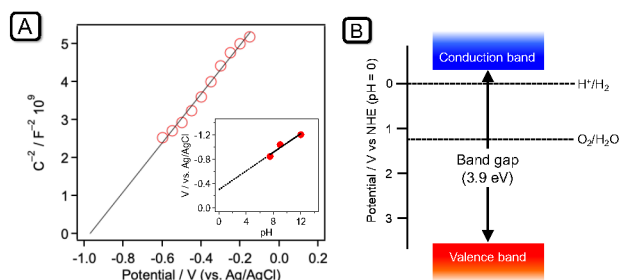 A
C⁻² / F⁻² 10⁹
5
4
3
2
1
0
-1.0 -0.8 -0.6 -0.4 -0.2 0.0 0.2
Potential / V (vs. Ag/AgCl)
V / vs. Ag/AgCl
-1.2
-0.8
-0.4
0.0
0 4 8 12
pH
B
Potential / V vs NHE (pH = 0)
0
1
2
3
Conduction band
H⁺/H₂
O₂/H₂O
Band gap
(3.9 eV)
Valence band